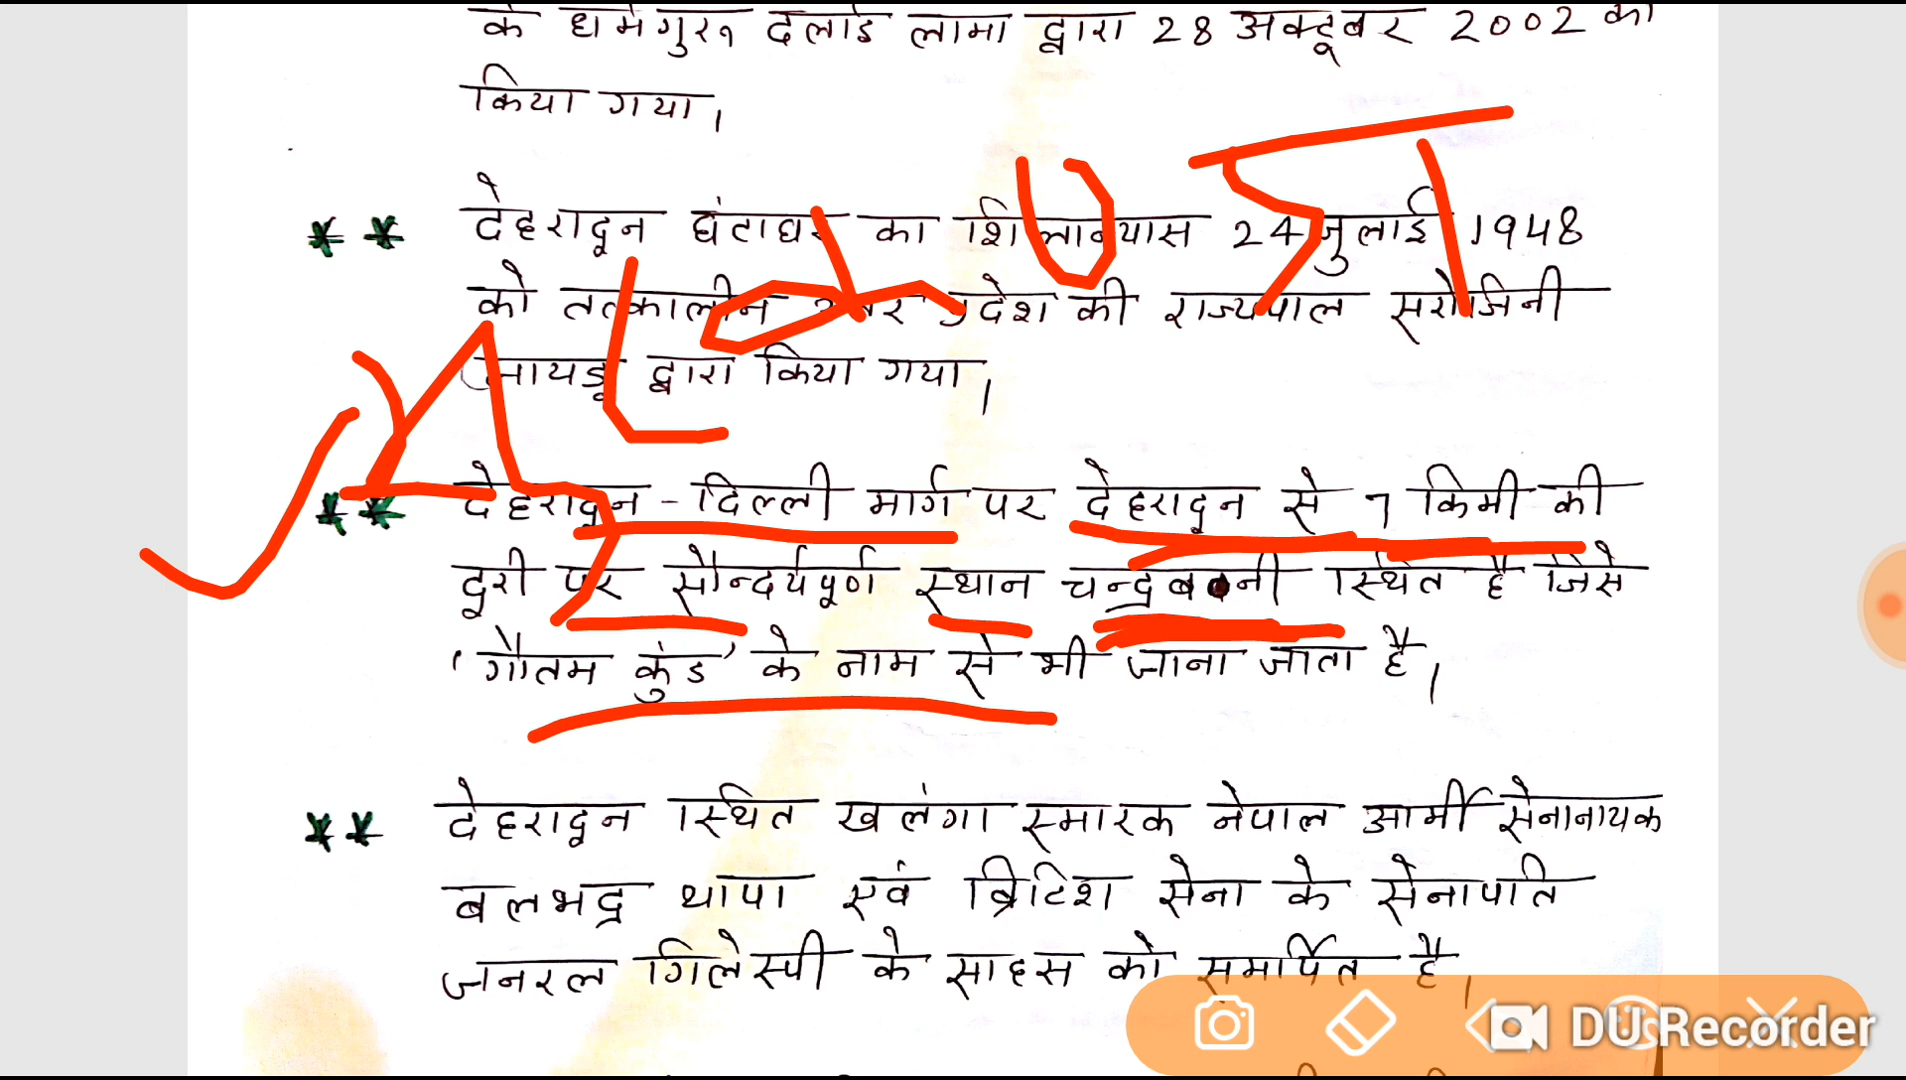 के धर्मगुरु दलाई लामा द्वारा 28 अक्टूबर 2002 को
किया गया।
** देहरादून घंटाघर का शिलान्यास 24 जुलाई 1948
को तत्कालीन उत्तर प्रदेश की राज्यपाल सरोजिनी
नायडू द्वारा किया गया।
** देहरादून - दिल्ली मार्ग पर देहरादून से 7 किमी की
दूरी पर सौन्दर्यपूर्ण स्थान चन्द्रबनी स्थित है जिसे
'गौतम कुंड' के नाम से भी जाना जाता है।
** देहरादून स्थित खलंगा स्मारक नेपाल आर्मी सेनानायक
बलभद्र थापा एवं ब्रिटिश सेना के सेनापति
जनरल गिलेस्पी के साहस को समर्पित है।
DU Recorder